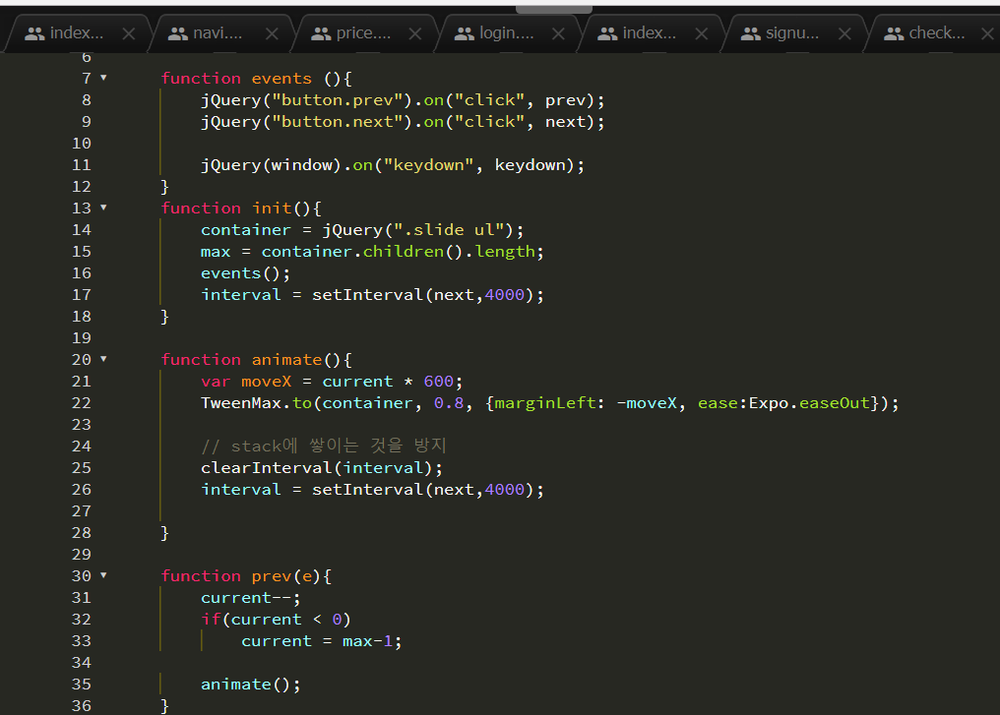 index...
navi....
price....
login....
index...
signu...
check...
6
7 function events (){
8 jQuery("button.prev").on("click", prev);
9 jQuery("button.next").on("click", next);
10
11 jQuery(window).on("keydown", keydown);
12 }
13 function init(){
14 container = jQuery(".slide ul");
15 max = container.children().length;
16 events();
17 interval = setInterval(next,4000);
18 }
19
20 function animate(){
21 var moveX = current * 600;
22 TweenMax.to(container, 0.8, {marginLeft: -moveX, ease:Expo.easeOut});
23
24 // stack에 쌓이는 것을 방지
25 clearInterval(interval);
26 interval = setInterval(next,4000);
27
28 }
29
30 function prev(e){
31 current--;
32 if(current < 0)
33 current = max-1;
34
35 animate();
36 }